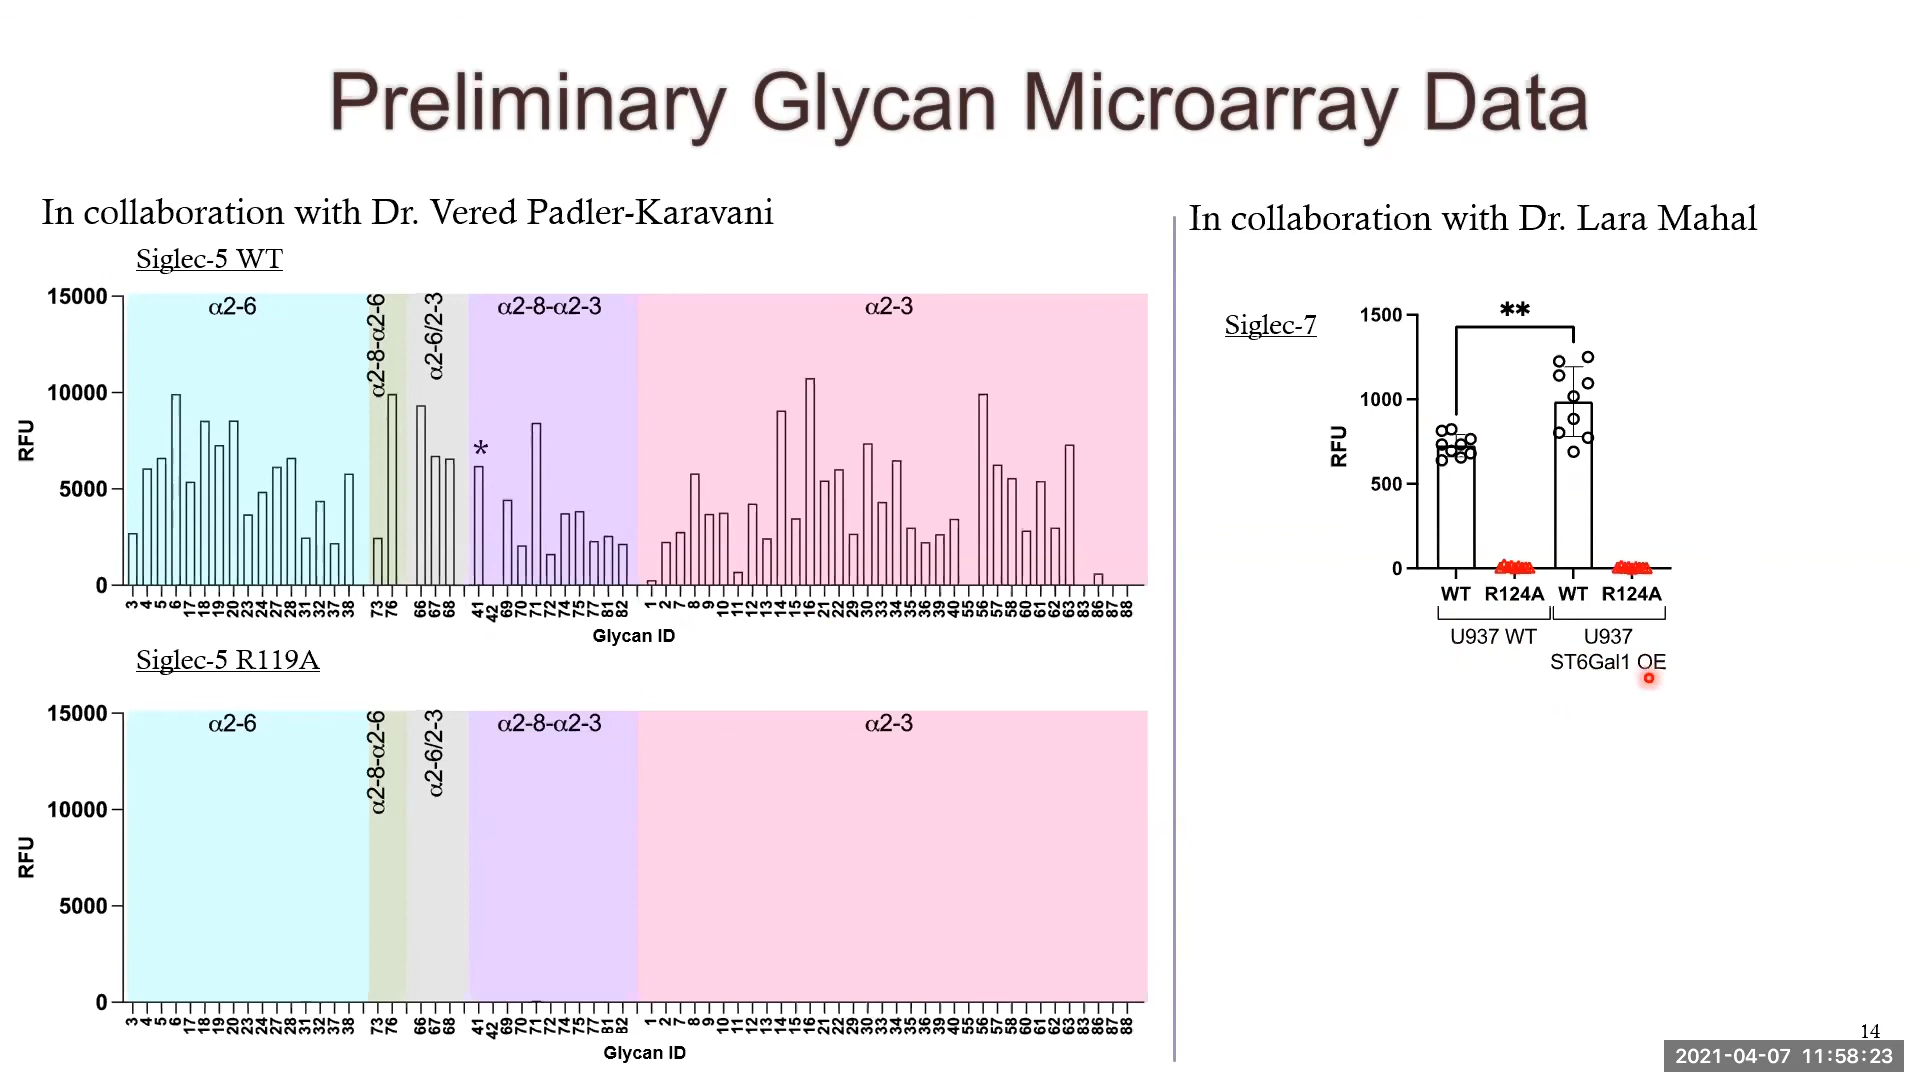 Preliminary Glycan Microarray Data
In collaboration with Dr. Vered Padler-Karavani
Siglec-5 WT
15000
10000
5000
0
RFU
α2-6
α2-8-α2-6
α2-6/2-3
α2-8-α2-3
α2-3
*
3 4 5 6 17 18 19 20 23 24 27 28 31 32 37 38 73 76 66 67 68 41 42 69 70 71 72 74 75 77 81 82 1 2 7 8 9 10 11 12 13 14 15 16 21 22 29 30 33 34 35 36 39 40 55 56 57 58 60 61 62 63 83 86 87 88
Glycan ID
Siglec-5 R119A
15000
10000
5000
0
RFU
α2-6
α2-8-α2-6
α2-6/2-3
α2-8-α2-3
α2-3
3 4 5 6 17 18 19 20 23 24 27 28 31 32 37 38 73 76 66 67 68 41 42 69 70 71 72 74 75 77 81 82 1 2 7 8 9 10 11 12 13 14 15 16 21 22 29 30 33 34 35 36 39 40 55 56 57 58 60 61 62 63 83 86 87 88
Glycan ID
In collaboration with Dr. Lara Mahal
Siglec-7
1500
1000
500
0
RFU
**
WT R124A WT R124A
U937 WT U937
ST6Gal1 OE
14
2021-04-07 11:58:23